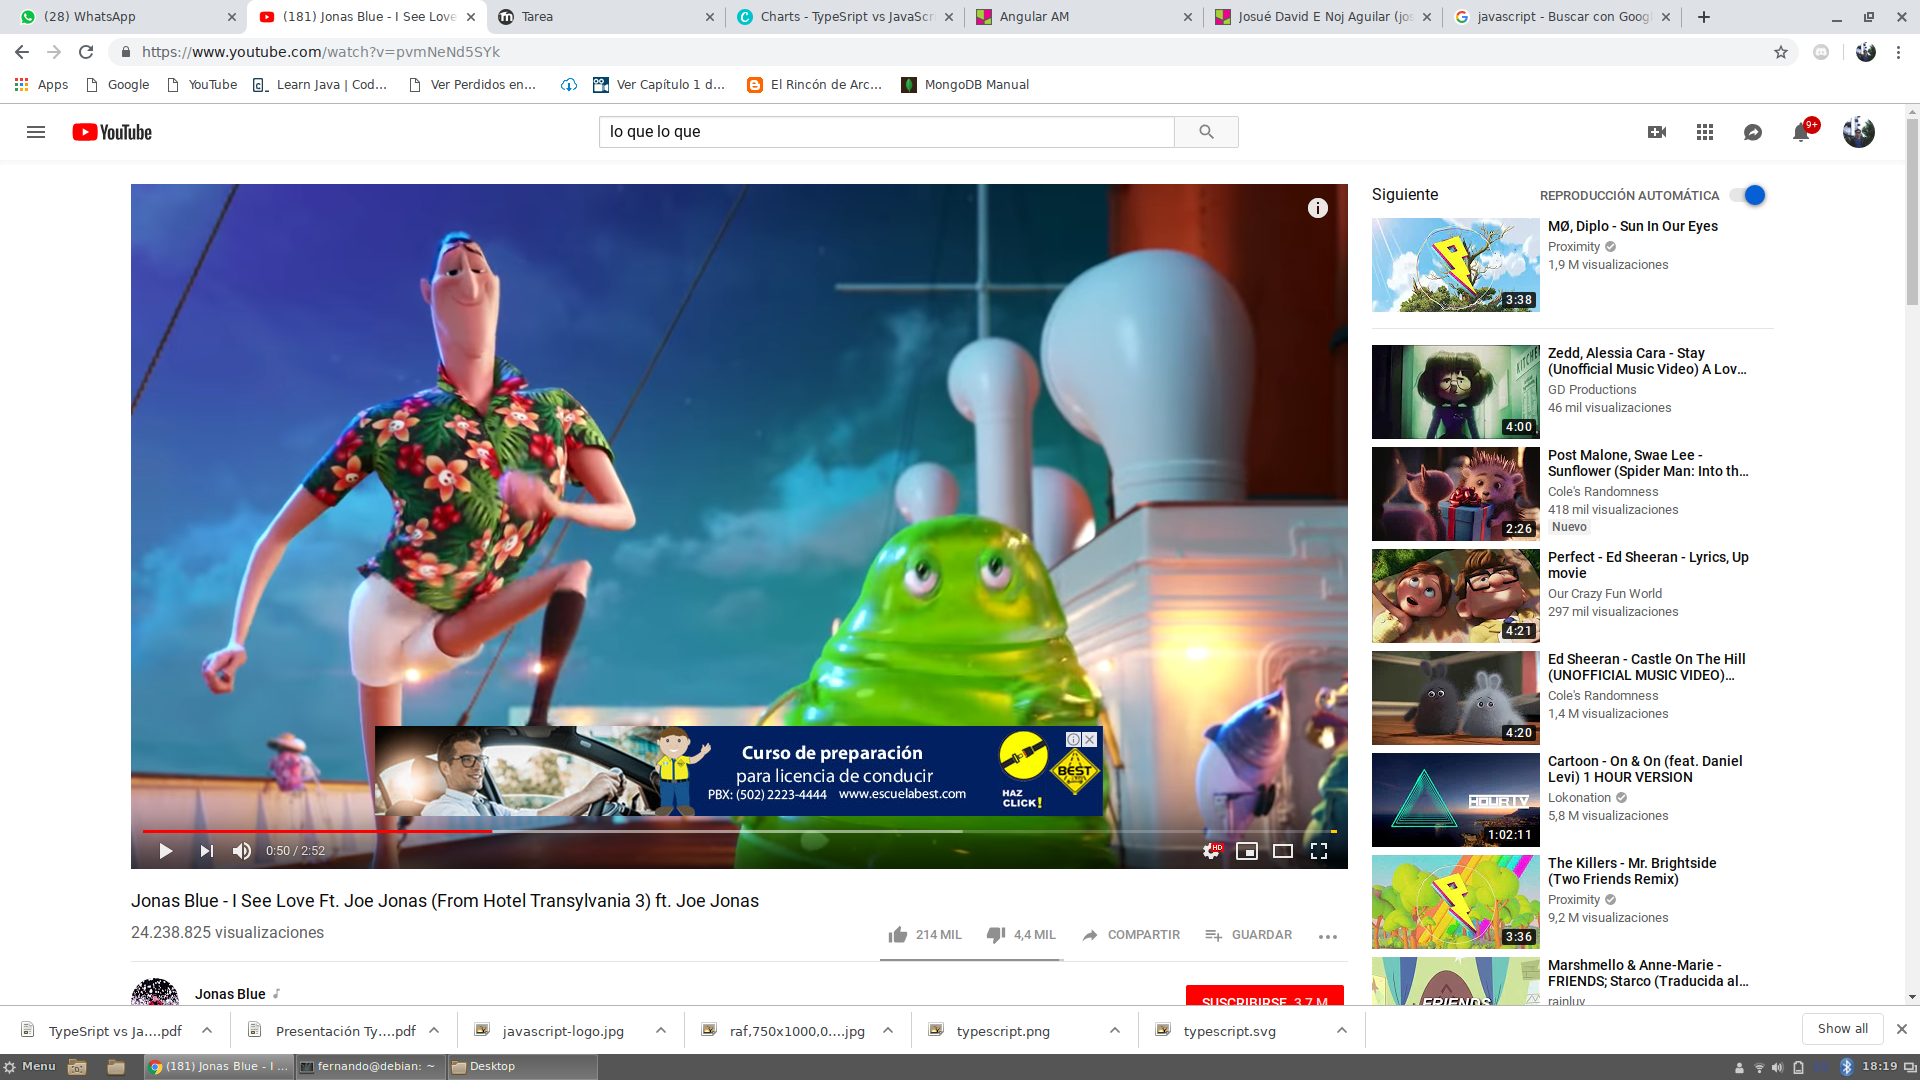 (28) WhatsApp
(181) Jonas Blue - I See Love
Tarea
Charts - TypeSript vs JavaScr
Angular AM
Josué David E Noj Aguilar (jos
javascript - Buscar con Goog
https://www.youtube.com/watch?v=pvmNeNd5SYk
Apps
Google
YouTube
Learn Java | Cod...
Ver Perdidos en...
Ver Capítulo 1 d...
El Rincón de Arc...
MongoDB Manual
YouTube
lo que lo que
9+
Siguiente
REPRODUCCIÓN AUTOMÁTICA
MØ, Diplo - Sun In Our Eyes
Proximity
1,9 M visualizaciones
3:38
Zedd, Alessia Cara - Stay
(Unofficial Music Video) A Lov...
GD Productions
46 mil visualizaciones
KITCHEN
4:00
Post Malone, Swae Lee -
Sunflower (Spider Man: Into th...
Cole's Randomness
418 mil visualizaciones
Nuevo
2:26
Perfect - Ed Sheeran - Lyrics, Up
movie
Our Crazy Fun World
297 mil visualizaciones
4:21
Ed Sheeran - Castle On The Hill
(UNOFFICIAL MUSIC VIDEO)...
Cole's Randomness
1,4 M visualizaciones
4:20
Cartoon - On & On (feat. Daniel
Levi) 1 HOUR VERSION
Lokonation
5,8 M visualizaciones
HOUR TV
1:02:11
The Killers - Mr. Brightside
(Two Friends Remix)
Proximity
9,2 M visualizaciones
3:36
Marshmello & Anne-Marie -
FRIENDS; Starco (Traducida al...
rainluv
FRIENDS
Curso de preparación
para licencia de conducir
PBX: (502) 2223-4444 www.escuelabest.com
HAZ
CLICK!
BEST
0:50 / 2:52
HD
Jonas Blue - I See Love Ft. Joe Jonas (From Hotel Transylvania 3) ft. Joe Jonas
24.238.825 visualizaciones
214 MIL
4,4 MIL
COMPARTIR
GUARDAR
Jonas Blue
SUSCRIBIRSE 3,7 M
TypeSript vs Ja....pdf
Presentación Ty....pdf
javascript-logo.jpg
raf,750x1000,0....jpg
typescript.png
typescript.svg
Show all
Menu
(181) Jonas Blue - I ...
fernando@debian: ~
Desktop
18:19